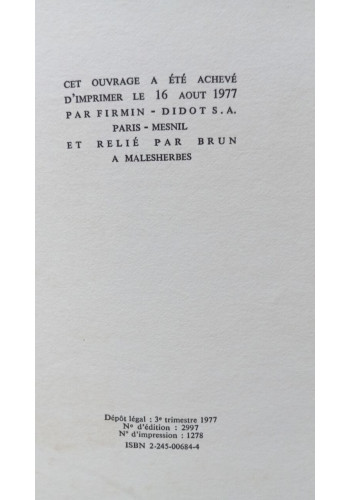 CET OUVRAGE A ÉTÉ ACHEVÉ
D'IMPRIMER LE 16 AOUT 1977
PAR FIRMIN - DIDOT S.A.
PARIS - MESNIL
ET RELIÉ PAR BRUN
A MALESHERBES
Dépôt légal : 3e trimestre 1977
No d'édition : 2997
N° d'impression : 1278
ISBN 2-245-00684-4